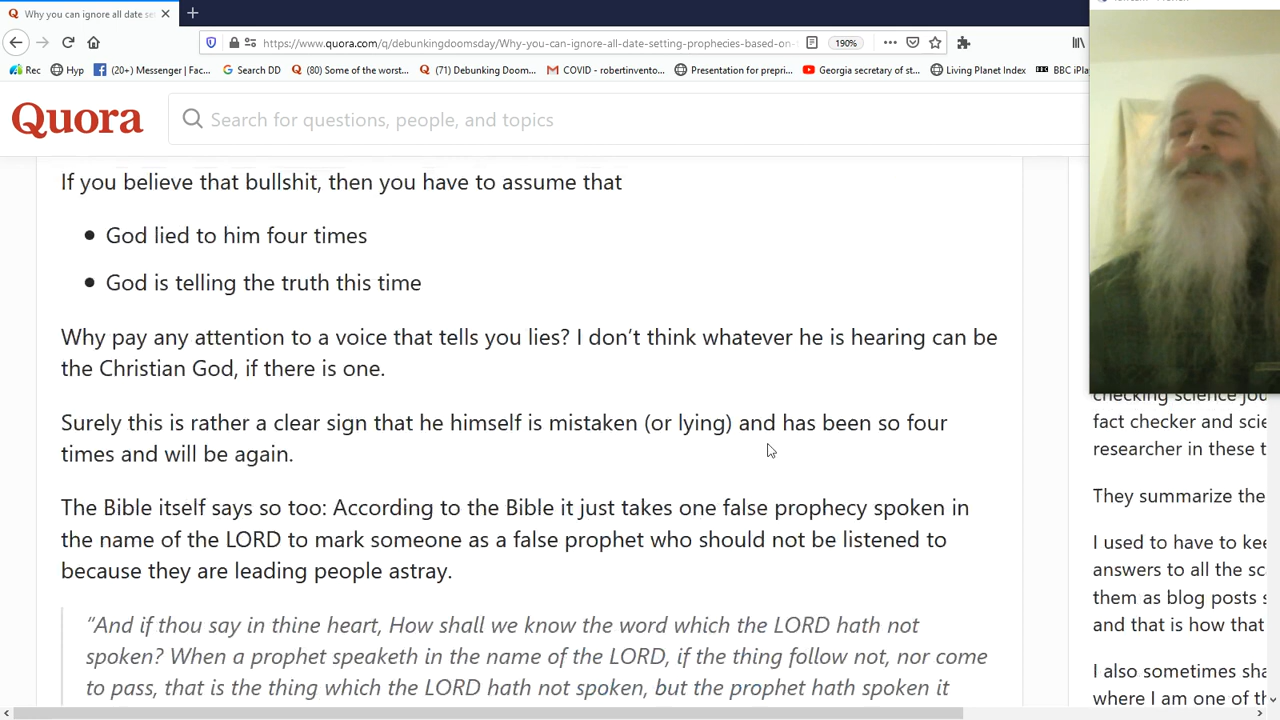 Why you can ignore all date se
https://www.quora.com/q/debunkingdoomsday/Why-you-can-ignore-all-date-setting-prophecies-based-on-
190%
Rec
Hyp
(20+) Messenger | Fac...
Search DD
(80) Some of the worst...
(71) Debunking Doom...
COVID - robertinvento...
Presentation for prepri...
Georgia secretary of st...
Living Planet Index
BBC iPla
Quora
Search for questions, people, and topics
If you believe that bullshit, then you have to assume that
God lied to him four times
God is telling the truth this time
Why pay any attention to a voice that tells you lies? I don’t think whatever he is hearing can be
the Christian God, if there is one.
Surely this is rather a clear sign that he himself is mistaken (or lying) and has been so four
times and will be again.
The Bible itself says so too: According to the Bible it just takes one false prophecy spoken in
the name of the LORD to mark someone as a false prophet who should not be listened to
because they are leading people astray.
“And if thou say in thine heart, How shall we know the word which the LORD hath not
spoken? When a prophet speaketh in the name of the LORD, if the thing follow not, nor come
to pass, that is the thing which the LORD hath not spoken, but the prophet hath spoken it
checking science jou
fact checker and scie
researcher in these t
They summarize the
I used to have to kee
answers to all the sc
them as blog posts s
and that is how that
I also sometimes sha
where I am one of th